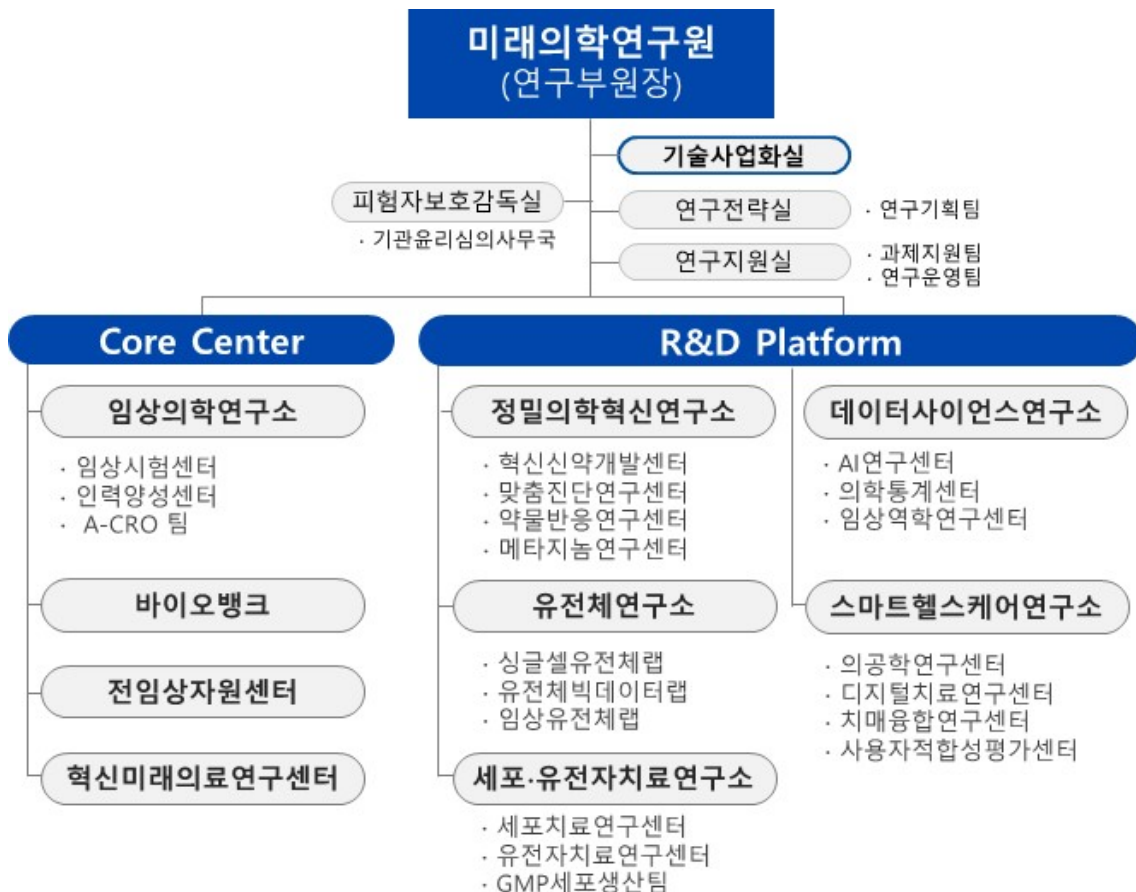 미래의학연구원
(연구부원장)
기술사업화실
피험자보호감독실
· 기관윤리심의사무국
연구전략실
· 연구기획팀
연구지원실
· 과제지원팀
· 연구운영팀
Core Center
임상의학연구소
· 임상시험센터
· 인력양성센터
· A-CRO 팀
바이오뱅크
전임상자원센터
혁신미래의료연구센터
R&D Platform
정밀의학혁신연구소
· 혁신신약개발센터
· 맞춤진단연구센터
· 약물반응연구센터
· 메타지놈연구센터
유전체연구소
· 싱글셀유전체랩
· 유전체빅데이터랩
· 임상유전체랩
세포·유전자치료연구소
· 세포치료연구센터
· 유전자치료연구센터
· GMP세포생산팀
데이터사이언스연구소
· AI연구센터
· 의학통계센터
· 임상역학연구센터
스마트헬스케어연구소
· 의공학연구센터
· 디지털치료연구센터
· 치매융합연구센터
· 사용자적합성평가센터